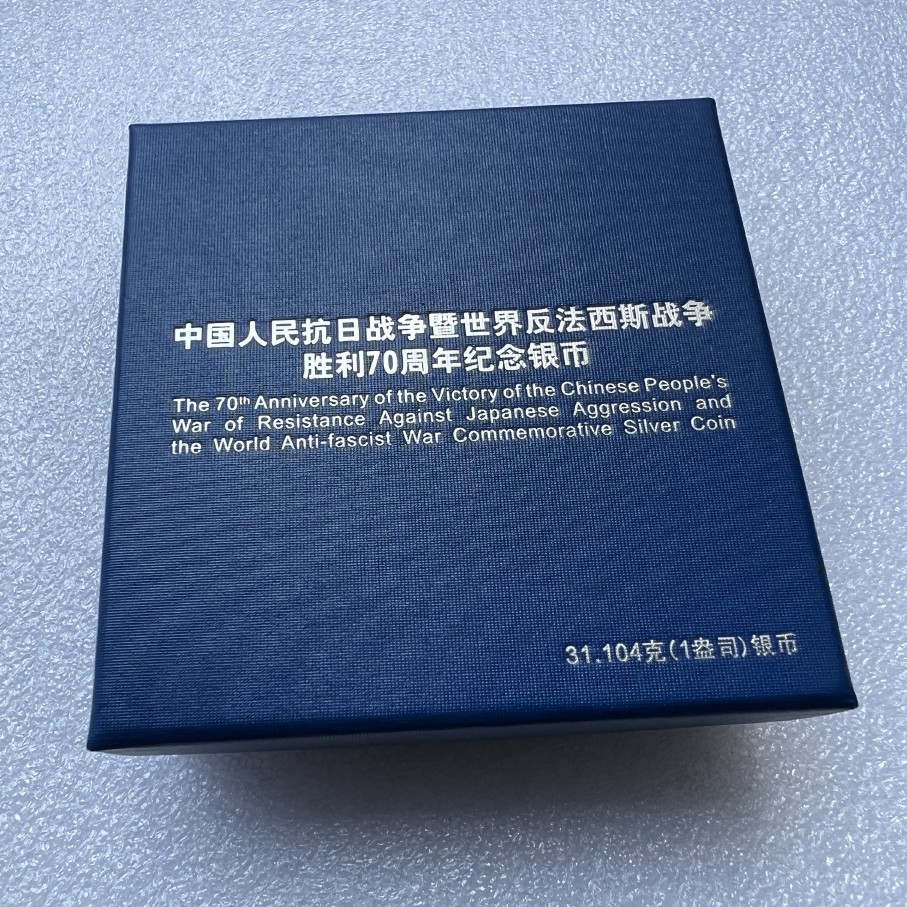 中国人民抗日战争暨世界反法西斯战争
胜利70周年纪念银币
The 70th Anniversary of the Victory of the Chinese People's
War of Resistance Against Japanese Aggression and
the World Anti-fascist War Commemorative Silver Coin
31.104克(1盎司)银币